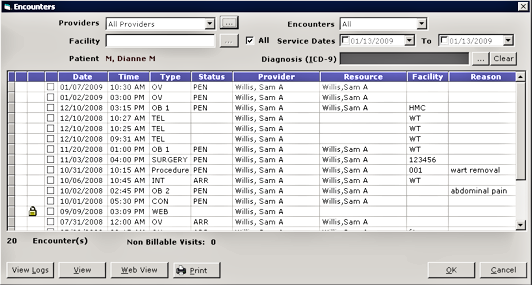 Encounters
Providers All Providers ... Encounters All
Facility ... All Service Dates 01/13/2009 To 01/13/2009
Patient M, Dianne M Diagnosis (ICD-9) ... Clear
Date Time Type Status Provider Resource Facility Reason
01/07/2009 10:30 AM OV PEN Willis, Sam A Willis,Sam A
01/02/2009 03:00 PM OV PEN Willis, Sam A Willis,Sam A
12/10/2008 03:15 PM OB 1 PEN Willis, Sam A Willis,Sam A HMC
12/10/2008 10:27 AM TEL Willis, Sam A WT
12/10/2008 10:25 AM TEL Willis, Sam A WT
12/10/2008 09:31 AM TEL Willis, Sam A WT
11/20/2008 01:00 PM OB 1 PEN Willis, Sam A Willis,Sam A WT
11/03/2008 04:00 PM SURGERY PEN Willis, Sam A Willis,Sam A 123456
10/31/2008 10:15 AM Procedure PEN Willis, Sam A Willis,Sam A 001 wart removal
10/06/2008 10:45 AM INT ARR Willis, Sam A Willis,Sam A WT
10/02/2008 02:45 PM OB 2 PEN Willis, Sam A Willis,Sam A abdominal pain
10/01/2008 05:30 PM CON PEN Willis, Sam A Willis,Sam A
09/09/2008 03:09 PM WEB Willis, Sam A
07/31/2008 12:00 AM OV ARR Willis, Sam A Willis,Sam A
20 Encounter(s) Non Billable Visits: 0
View Logs View Web View Print OK Cancel